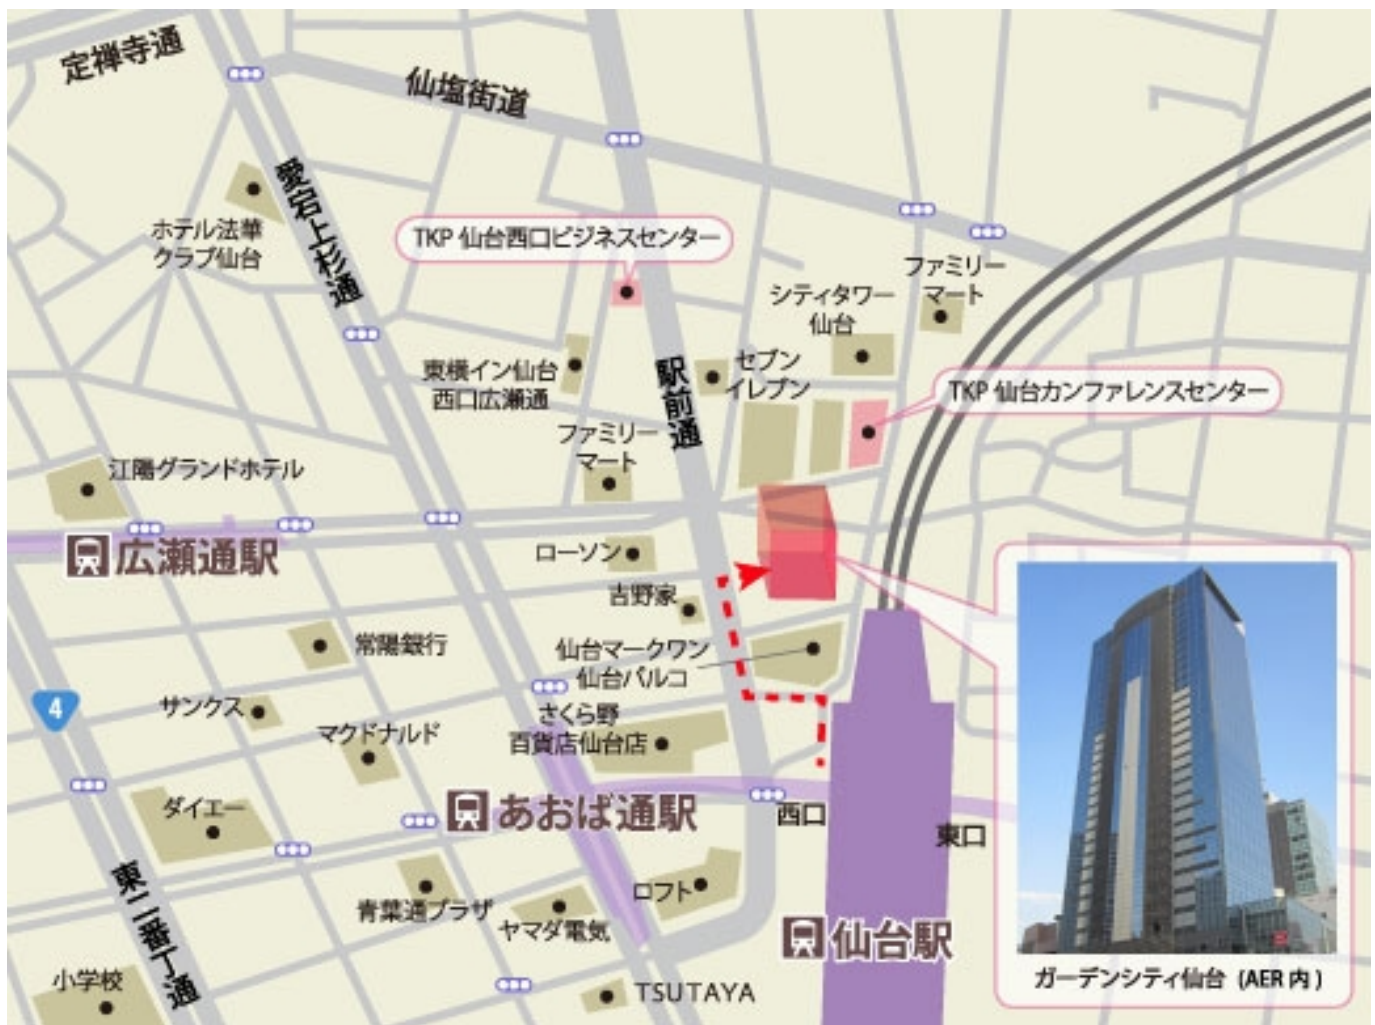 定禅寺通
仙塩街道
愛宕上杉通
ホテル法華
クラブ仙台
TKP 仙台西口ビジネスセンター
ファミリー
マート
シティタワー
仙台
東横イン仙台
西口広瀬通
駅前通
セブン
イレブン
TKP 仙台カンファレンスセンター
ファミリー
マート
江陽グランドホテル
広瀬通駅
ローソン
吉野家
常陽銀行
仙台マークワン
仙台パルコ
4
サンクス
マクドナルド
さくら野
百貨店仙台店
ダイエー
あおば通駅
西口
東口
東二番丁通
青葉通プラザ
ヤマダ電気
ロフト
仙台駅
小学校
TSUTAYA
ガーデンシティ仙台 (AER 内 )